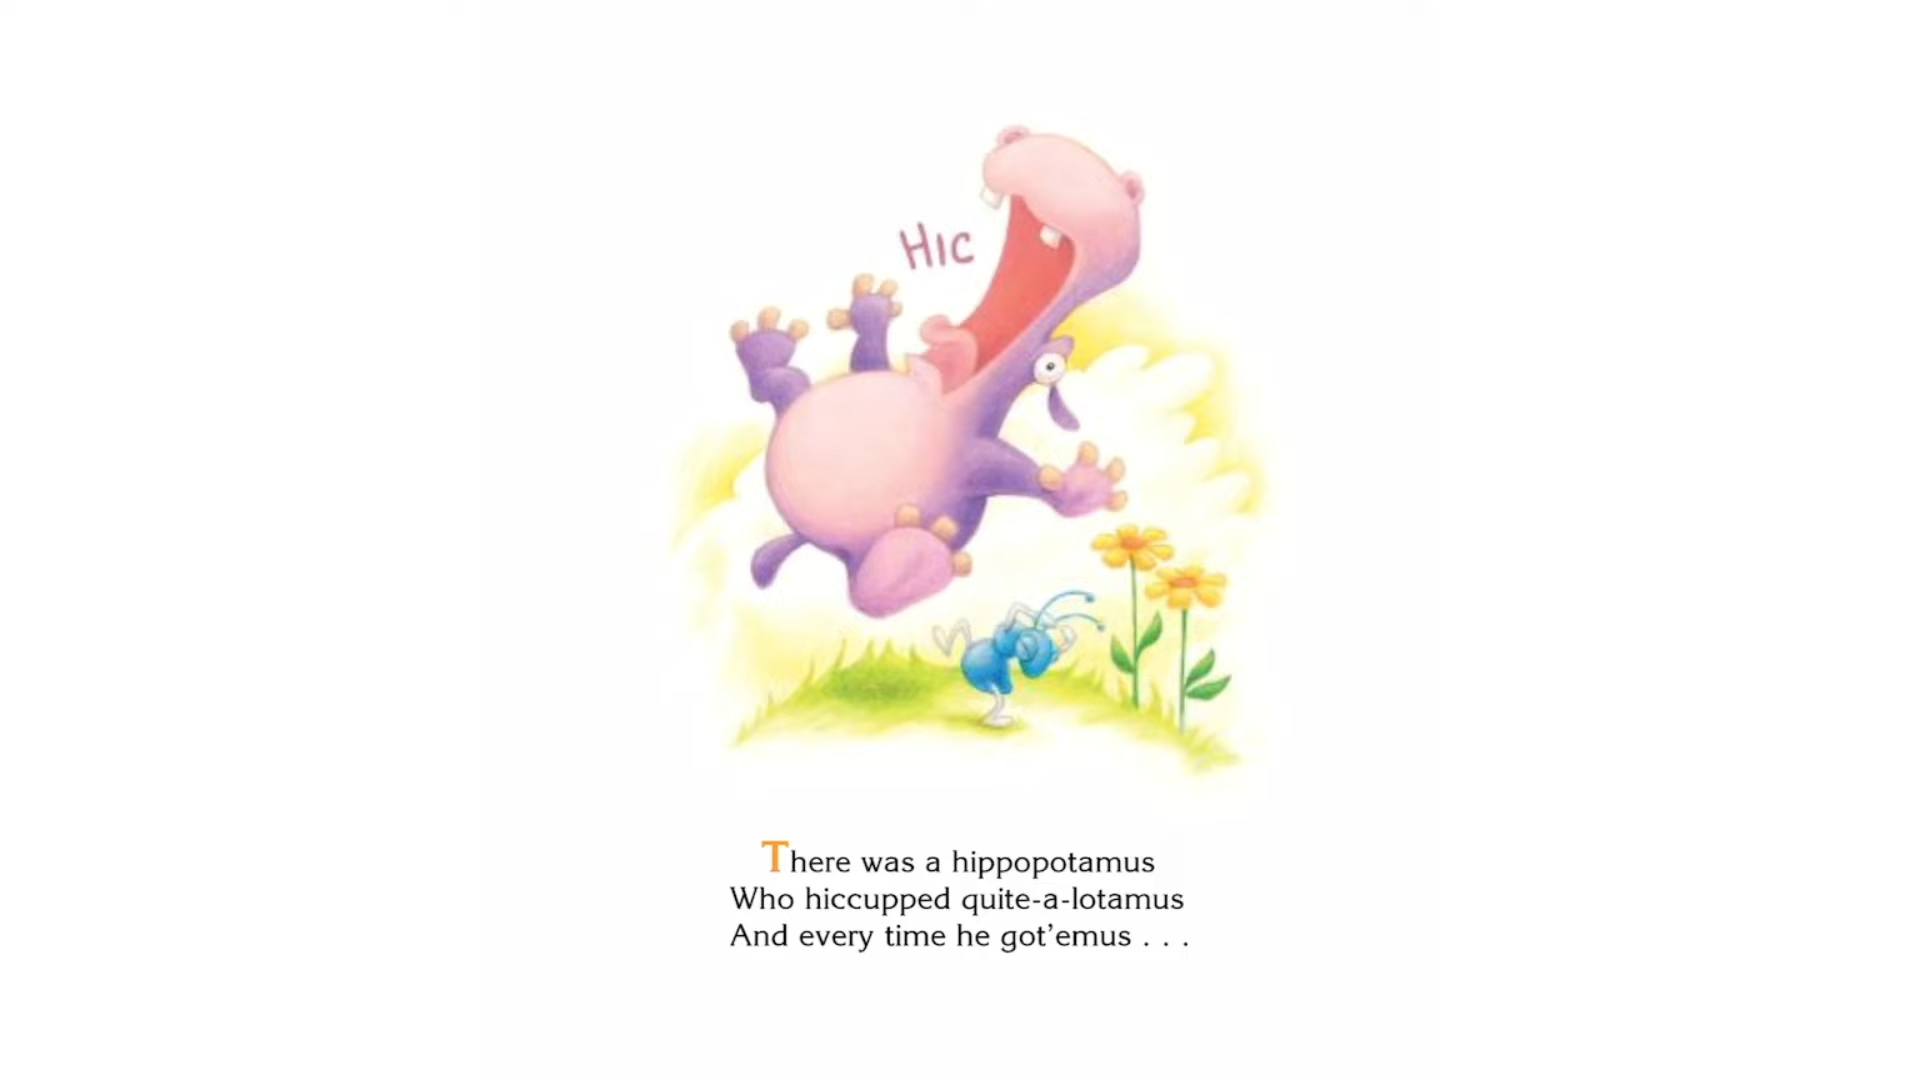 Hic
There was a hippopotamus
Who hiccupped quite-a-lotamus
And every time he got’emus . . .